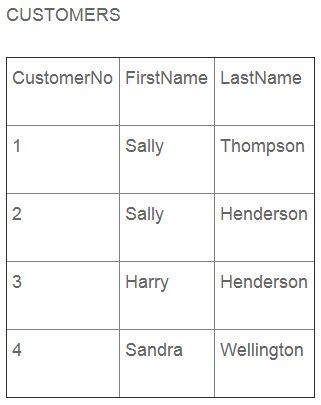 CUSTOMERS
CustomerNo FirstName LastName
1 Sally Thompson
2 Sally Henderson
3 Harry Henderson
4 Sandra Wellington